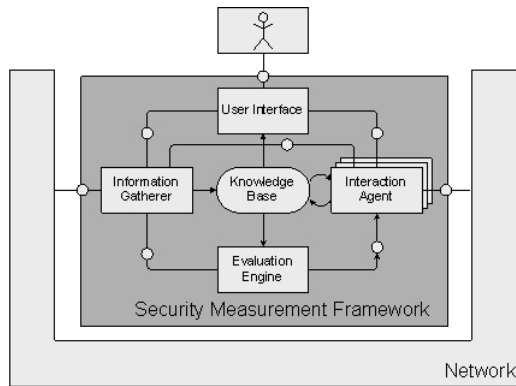 User Interface
Information
Gatherer
Knowledge
Base
Interaction
Agent
Evaluation
Engine
Security Measurement Framework
Network